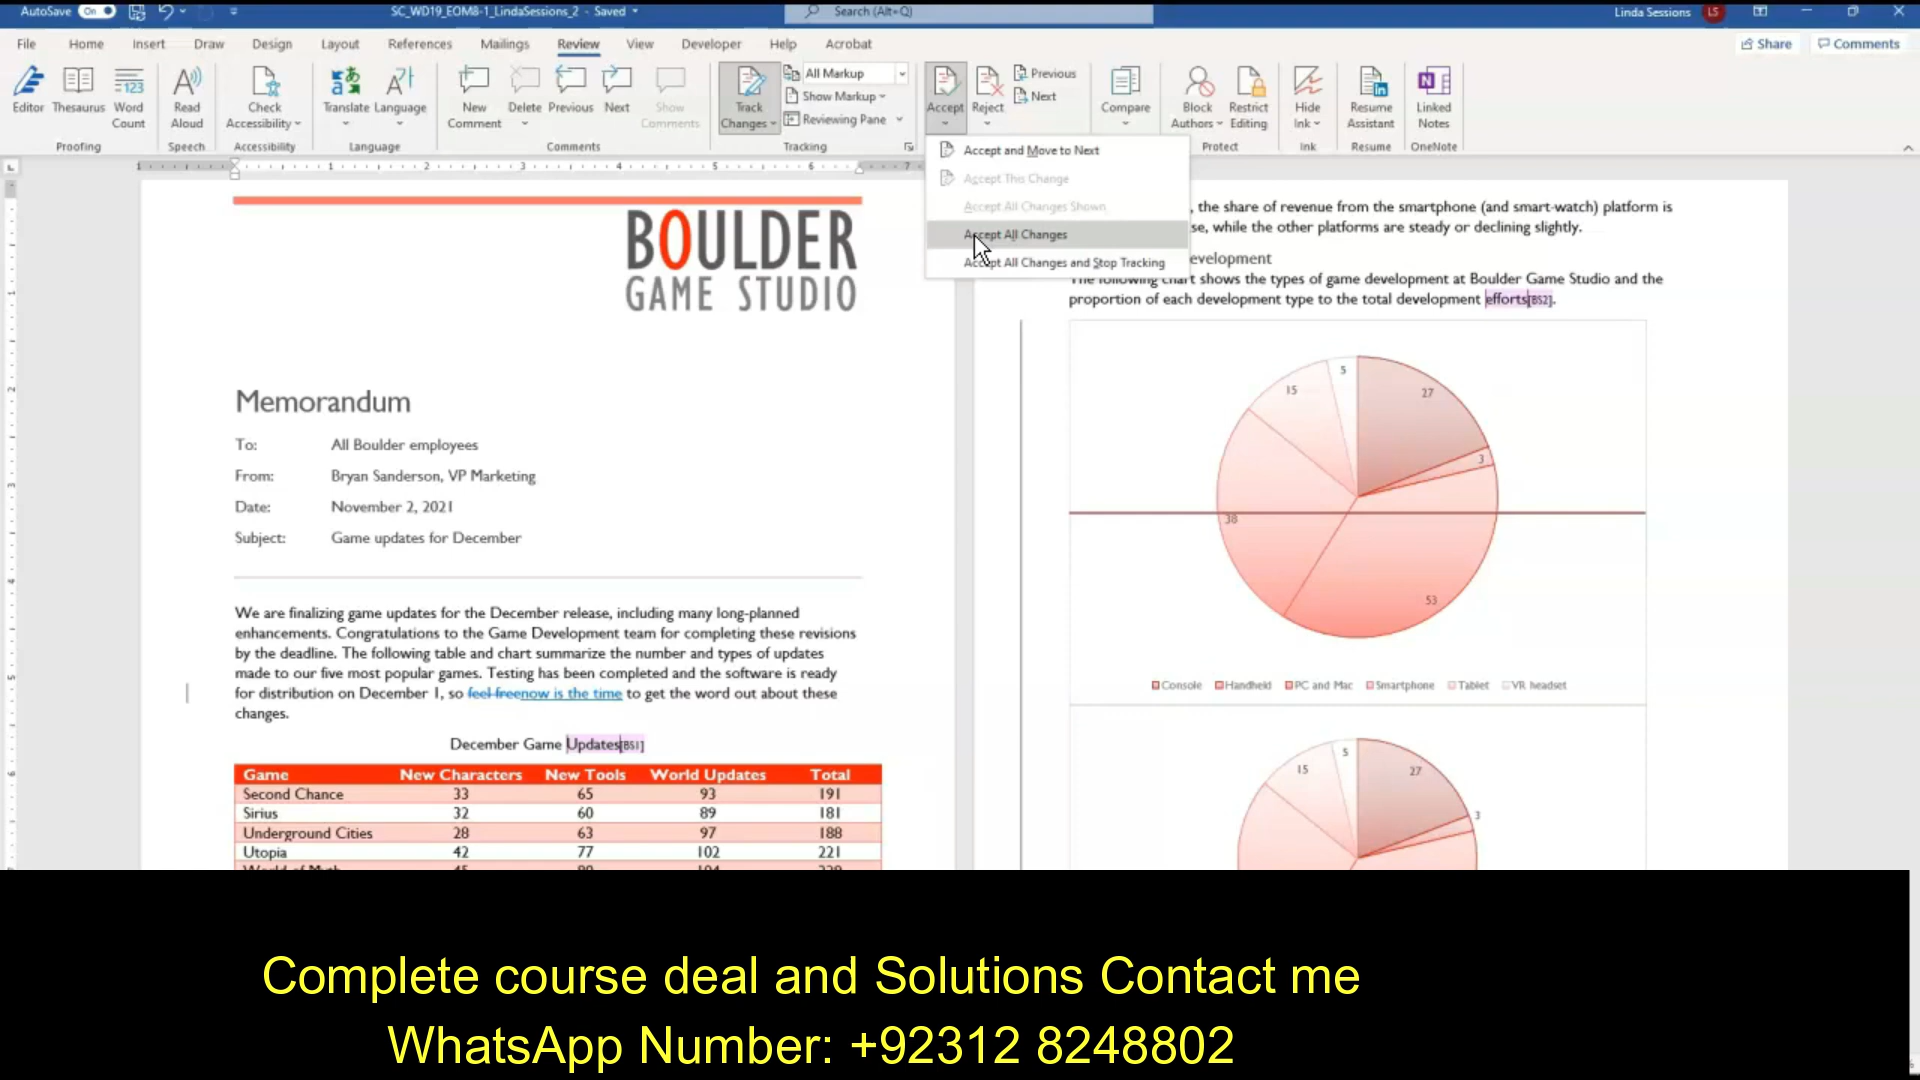 AutoSave On SC_WD19_EOM8-1_LindaSessions_2 - Saved Search (Alt+Q) Linda Sessions LS
File Home Insert Draw Design Layout References Mailings Review View Developer Help Acrobat Share Comments
Editor Thesaurus Word Count
Proofing
Read Aloud
Speech
Check Accessibility
Accessibility
Translate Language
Language
New Comment Delete Previous Next Show Comments
Comments
Track Changes All Markup
Show Markup
Reviewing Pane
Tracking
Accept Reject Previous
Next
Compare
Block Authors Restrict Editing
Protect
Hide Ink
Ink
Resume Assistant
Resume
Linked Notes
OneNote
Accept and Move to Next
Accept This Change
Accept All Changes Shown
Accept All Changes
Accept All Changes and Stop Tracking
1 1 2 3 4 5 6 7
BOULDER
GAME STUDIO
Memorandum
To: All Boulder employees
From: Bryan Sanderson, VP Marketing
Date: November 2, 2021
Subject: Game updates for December
We are finalizing game updates for the December release, including many long-planned
enhancements. Congratulations to the Game Development team for completing these revisions
by the deadline. The following table and chart summarize the number and types of updates
made to our five most popular games. Testing has been completed and the software is ready
for distribution on December 1, so feel freenow is the time to get the word out about these
changes.
December Game Updates[BS1]
Game New Characters New Tools World Updates Total
Second Chance 33 65 93 191
Sirius 32 60 89 181
Underground Cities 28 63 97 188
Utopia 42 77 102 221
, the share of revenue from the smartphone (and smart-watch) platform is
se, while the other platforms are steady or declining slightly.
evelopment
The following chart shows the types of game development at Boulder Game Studio and the
proportion of each development type to the total development efforts[BS2].
5
15
27
3
38
53
Console Handheld PC and Mac Smartphone Tablet VR headset
5
15
27
3
Complete course deal and Solutions Contact me
WhatsApp Number: +92312 8248802